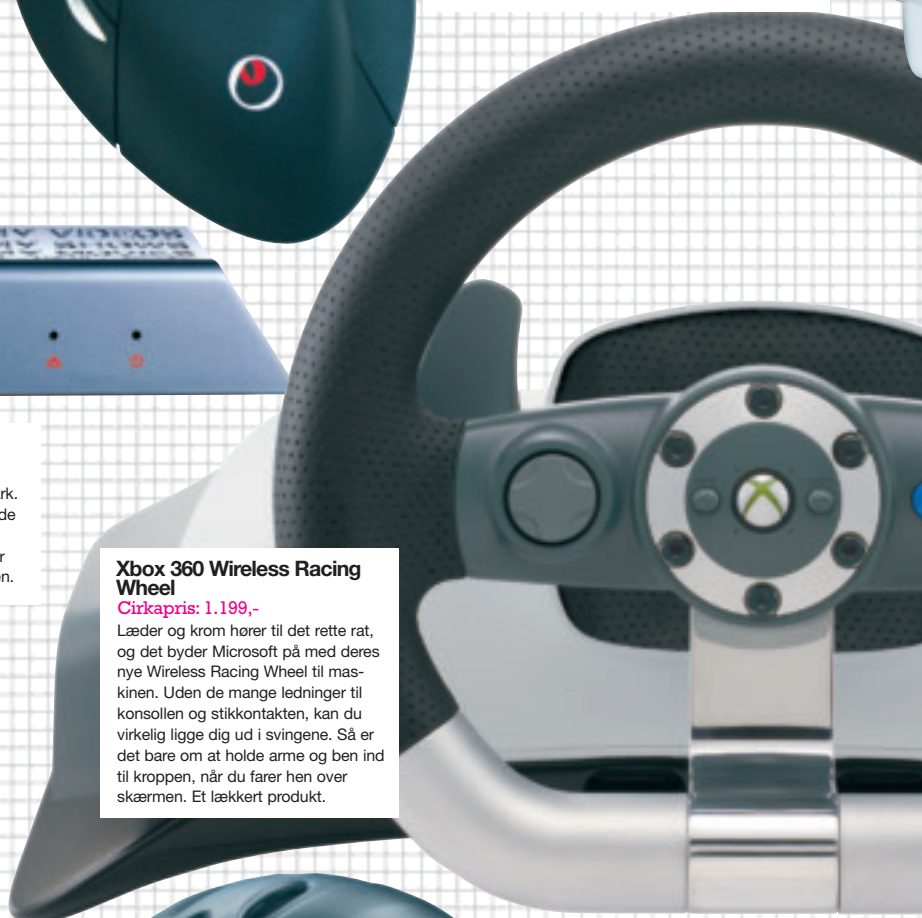 rk.
de
r
n.
Xbox 360 Wireless Racing
Wheel
Cirkapris: 1.199,-
Læder og krom hører til det rette rat,
og det byder Microsoft på med deres
nye Wireless Racing Wheel til mas-
kinen. Uden de mange ledninger til
konsollen og stikkontakten, kan du
virkelig ligge dig ud i svingene. Så er
det bare om at holde arme og ben ind
til kroppen, når du farer hen over
skærmen. Et lækkert produkt.